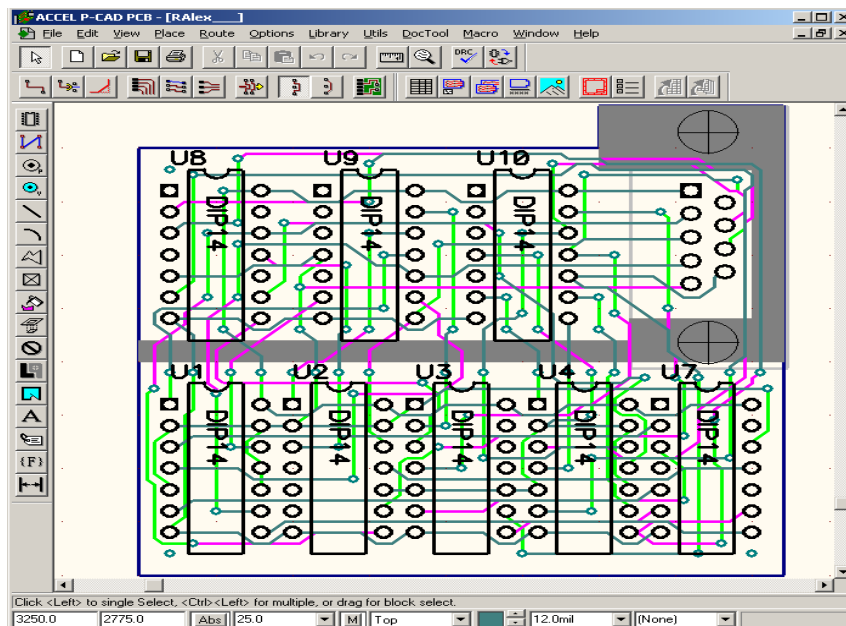 ACCEL P-CAD PCB - [RAlex___]
File Edit View Place Route Options Library Utils DocTool Macro Window Help
DRC
U8 U9 U10
DIP14 DIP14 DIP14
U1 U2 U3 U4 U7
DIP14 DIP14 DIP14 DIP14 DIP14
A
{F}
Click <Left> to single Select, <Ctrl><Left> for multiple, or drag for block select.
3250.0 2775.0 Abs 25.0 M Top 12.0mil (None)